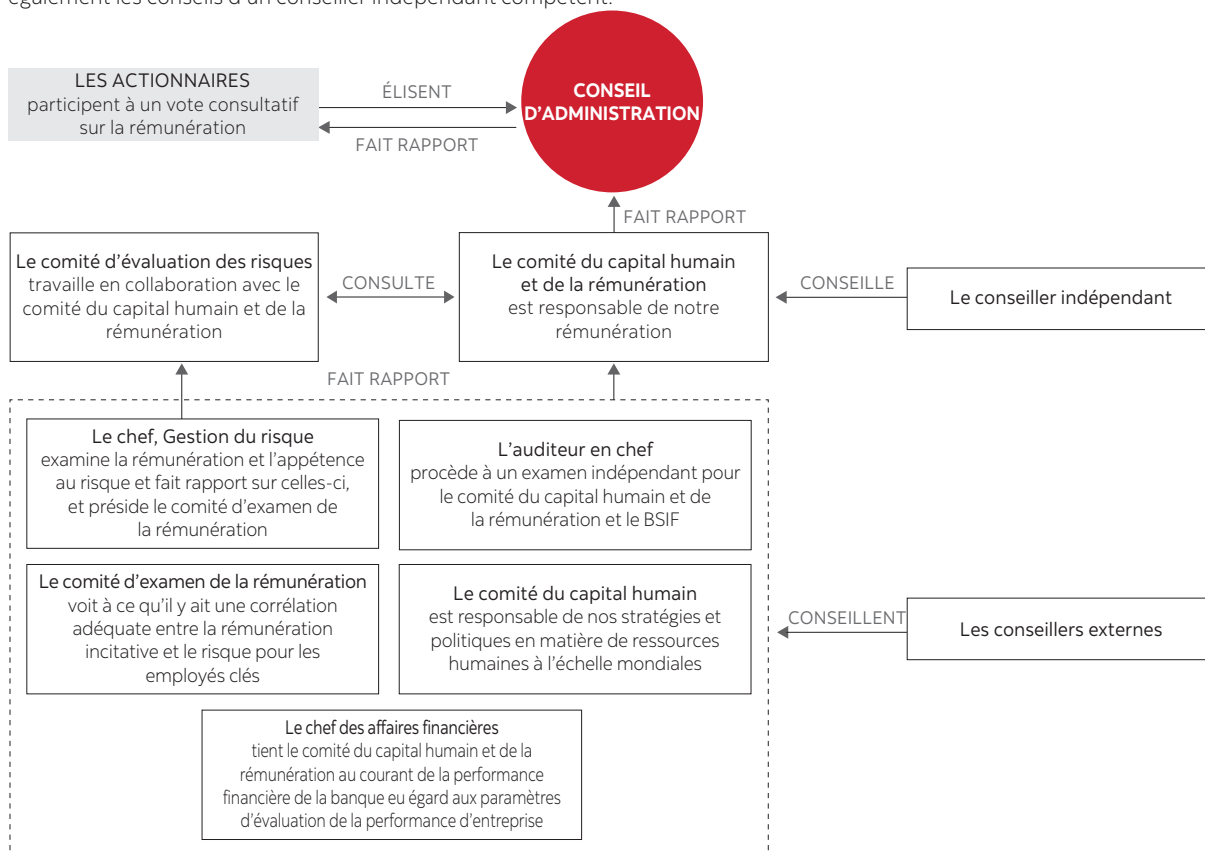 également les conseils d'un conseiller indépendant compétent.
LES ACTIONNAIRES
participent à un vote consultatif
sur la rémunération
ÉLISENT
FAIT RAPPORT
CONSEIL
D'ADMINISTRATION
FAIT RAPPORT
Le comité d'évaluation des risques
travaille en collaboration avec le
comité du capital humain et de la
rémunération
CONSULTE
Le comité du capital humain
et de la rémunération
est responsable de notre
rémunération
CONSEILLE
Le conseiller indépendant
FAIT RAPPORT
Le chef, Gestion du risque
examine la rémunération et l'appétence
au risque et fait rapport sur celles-ci,
et préside le comité d'examen de
la rémunération
L'auditeur en chef
procède à un examen indépendant pour
le comité du capital humain et de
la rémunération et le BSIF
Le comité d'examen de la rémunération
voit à ce qu'il y ait une corrélation
adéquate entre la rémunération
incitative et le risque pour les
employés clés
Le comité du capital humain
est responsable de nos stratégies et
politiques en matière de ressources
humaines à l'échelle mondiales
CONSEILLENT
Les conseillers externes
Le chef des affaires financières
tient le comité du capital humain et de la
rémunération au courant de la performance
financière de la banque eu égard aux paramètres
d'évaluation de la performance d'entreprise